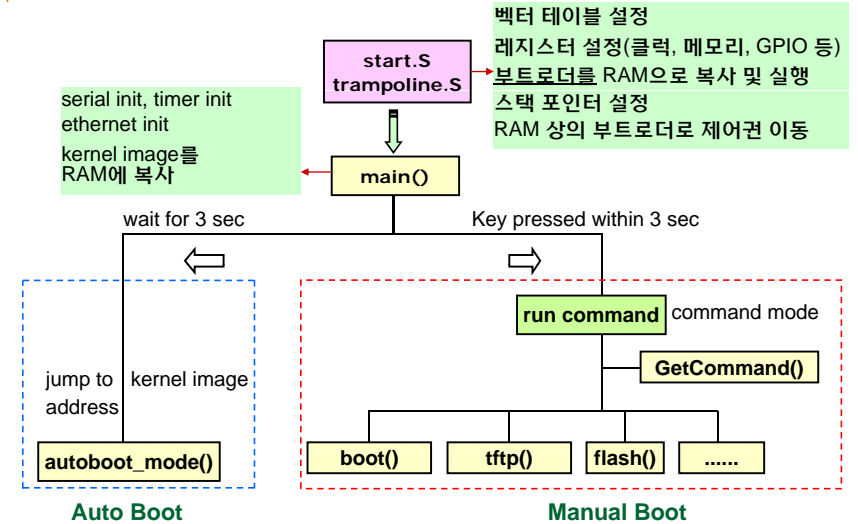 벡터 테이블 설정
레지스터 설정(클럭, 메모리, GPIO 등)
부트로더를 RAM으로 복사 및 실행
스택 포인터 설정
RAM 상의 부트로더로 제어권 이동
start.S
trampoline.S
serial init, timer init
ethernet init
kernel image를
RAM에 복사
main()
wait for 3 sec
Key pressed within 3 sec
run command
command mode
GetCommand()
jump to
address
kernel image
autoboot_mode()
boot()
tftp()
flash()
......
Auto Boot
Manual Boot